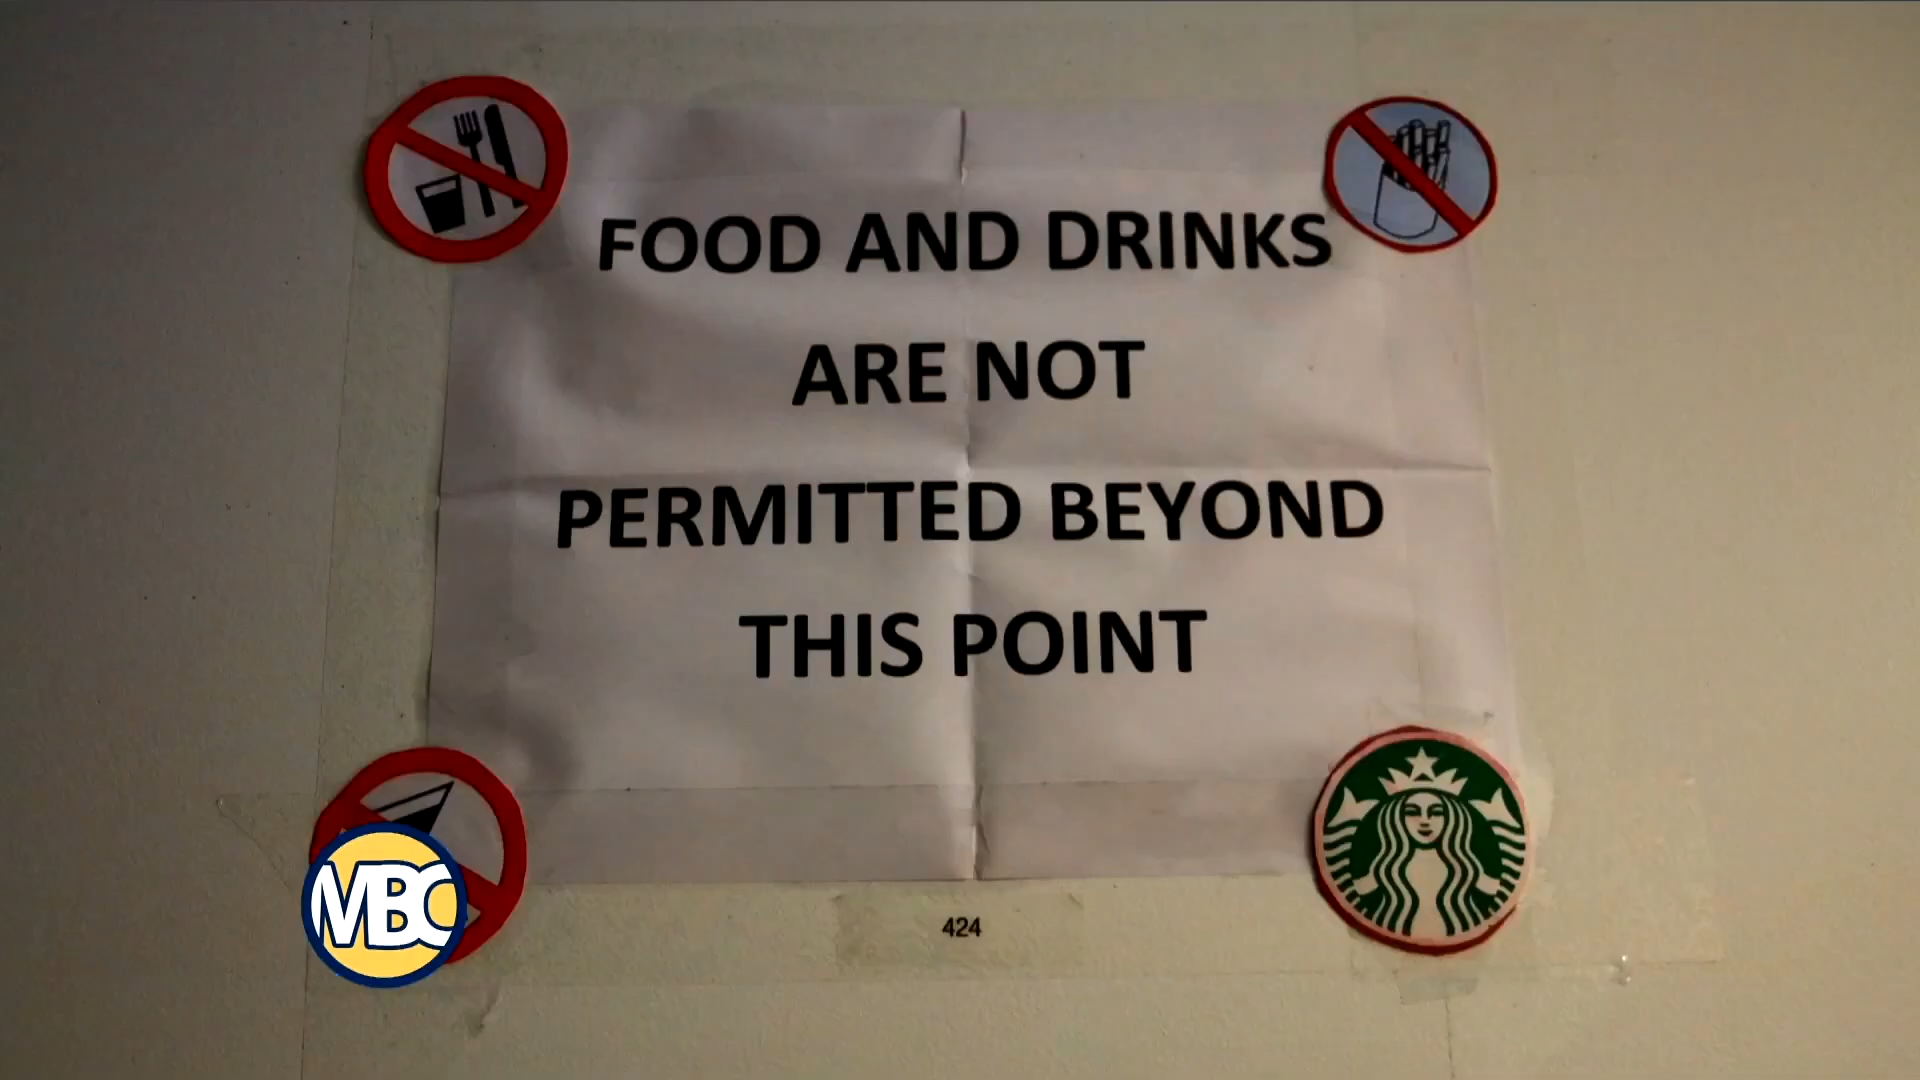 FOOD AND DRINKS
ARE NOT
PERMITTED BEYOND
THIS POINT
MBC
424